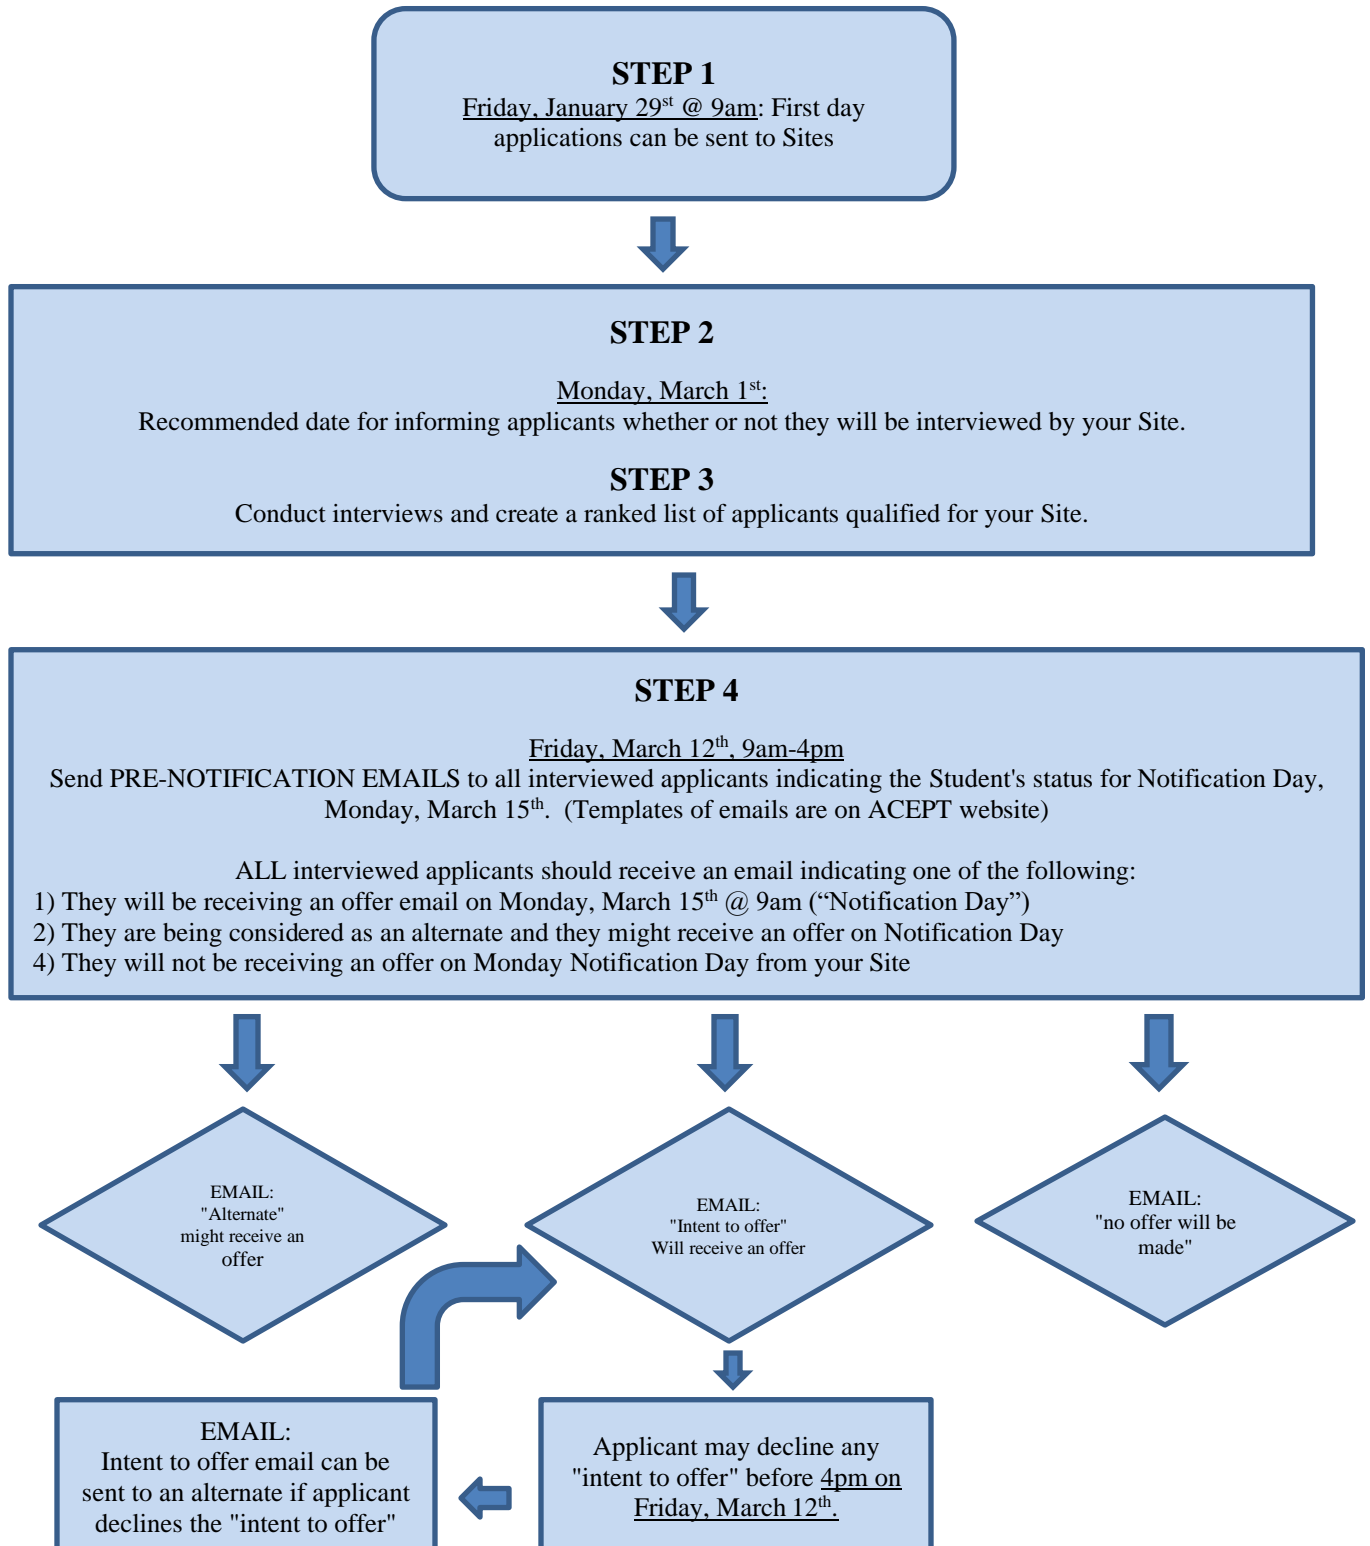 STEP 1
Friday, January 29st @ 9am: First day
applications can be sent to Sites
STEP 2
Monday, March 1st:
Recommended date for informing applicants whether or not they will be interviewed by your Site.
STEP 3
Conduct interviews and create a ranked list of applicants qualified for your Site.
STEP 4
Friday, March 12th, 9am-4pm
Send PRE-NOTIFICATION EMAILS to all interviewed applicants indicating the Student's status for Notification Day,
Monday, March 15th.  (Templates of emails are on ACEPT website)
ALL interviewed applicants should receive an email indicating one of the following:
1) They will be receiving an offer email on Monday, March 15th @ 9am (“Notification Day”)
2) They are being considered as an alternate and they might receive an offer on Notification Day
4) They will not be receiving an offer on Monday Notification Day from your Site
EMAIL:
"Alternate"
might receive an
offer
EMAIL:
"Intent to offer"
Will receive an offer
EMAIL:
"no offer will be
made"
EMAIL:
Intent to offer email can be
sent to an alternate if applicant
declines the "intent to offer"
Applicant may decline any
"intent to offer" before 4pm on
Friday, March 12th.